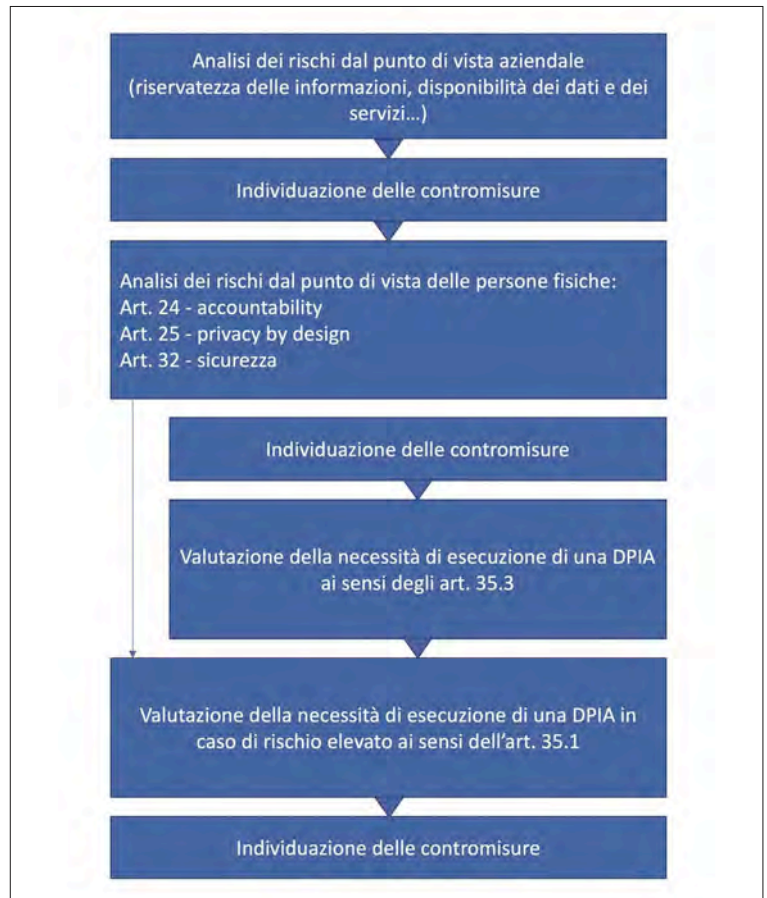 Analisi dei rischi dal punto di vista aziendale
(riservatezza delle informazioni, disponibilità dei dati e dei
servizi…)
Individuazione delle contromisure
Analisi dei rischi dal punto di vista delle persone fisiche:
Art. 24 - accountability
Art. 25 - privacy by design
Art. 32 - sicurezza
Individuazione delle contromisure
Valutazione della necessità di esecuzione di una DPIA
ai sensi degli art. 35.3
Valutazione della necessità di esecuzione di una DPIA in
caso di rischio elevato ai sensi dell’art. 35.1
Individuazione delle contromisure